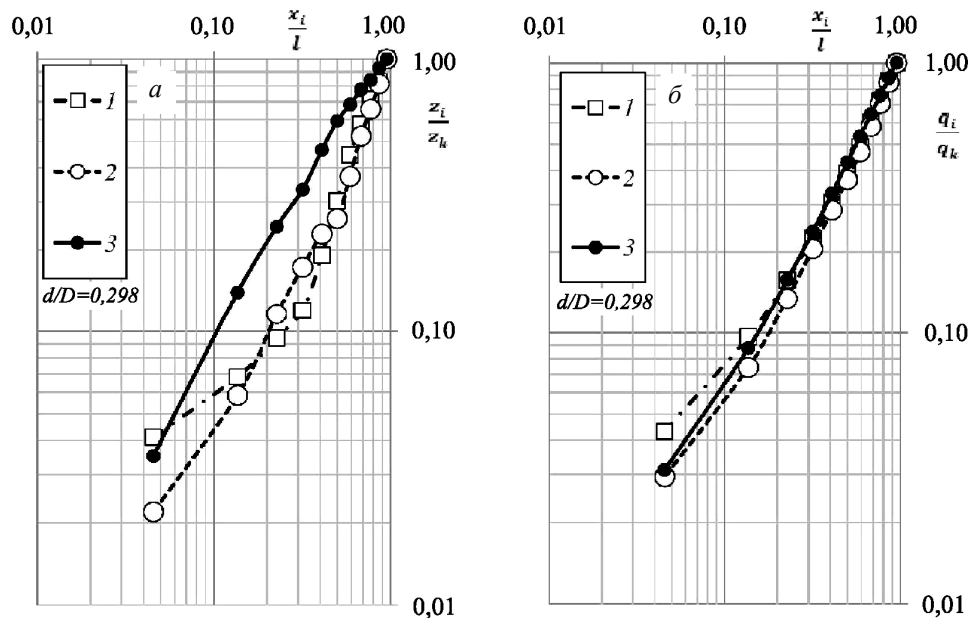 0,01 0,10 x_i/l 1,00
1,00
z_i/z_k
0,10
0,01
а
1
2
3
d/D=0,298
0,01 0,10 x_i/l 1,00
1,00
q_i/q_k
0,10
0,01
б
1
2
3
d/D=0,298